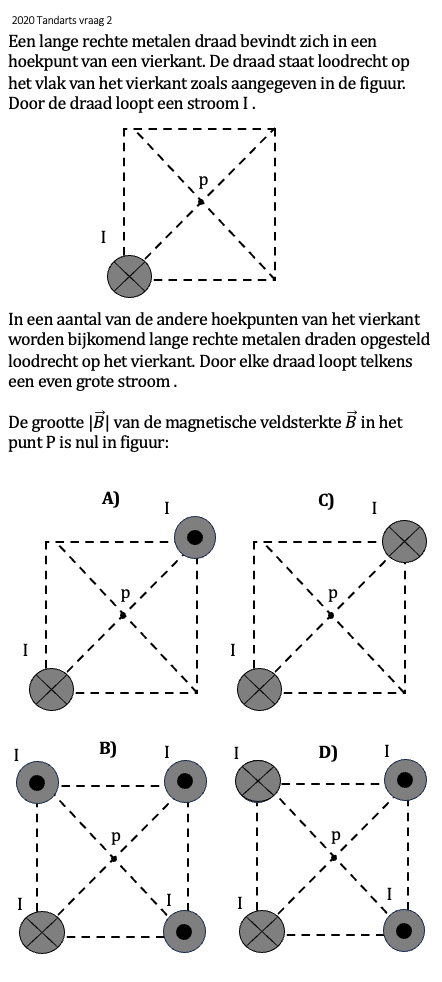 2020 Tandarts vraag 2
Een lange rechte metalen draad bevindt zich in een
hoekpunt van een vierkant. De draad staat loodrecht op
het vlak van het vierkant zoals aangegeven in de figuur.
Door de draad loopt een stroom I .
p
I
In een aantal van de andere hoekpunten van het vierkant
worden bijkomend lange rechte metalen draden opgesteld
loodrecht op het vierkant. Door elke draad loopt telkens
een even grote stroom .
De grootte |B⃗| van de magnetische veldsterkte B⃗ in het
punt P is nul in figuur:
A) I
p
I
C) I
p
I
I B) I
p
I I
I D) I
p
I I